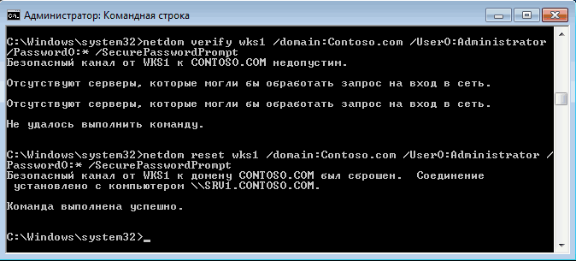 Администратор: Командная строка
C:\Windows\system32>netdom verify wks1 /domain:Contoso.com /UserO:Administrator
/PasswordO:* /SecurePasswordPrompt
Безопасный канал от WKS1 к CONTOSO.COM недопустим.
Отсутствуют серверы, которые могли бы обработать запрос на вход в сеть.
Отсутствуют серверы, которые могли бы обработать запрос на вход в сеть.
Не удалось выполнить команду.
C:\Windows\system32>netdom reset wks1 /domain:Contoso.com /UserO:Administrator /
PasswordO:* /SecurePasswordPrompt
Безопасный канал от WKS1 к домену CONTOSO.COM был сброшен. Соединение
установлено с компьютером \\SRV1.CONTOSO.COM.
Команда выполнена успешно.
C:\Windows\system32>_